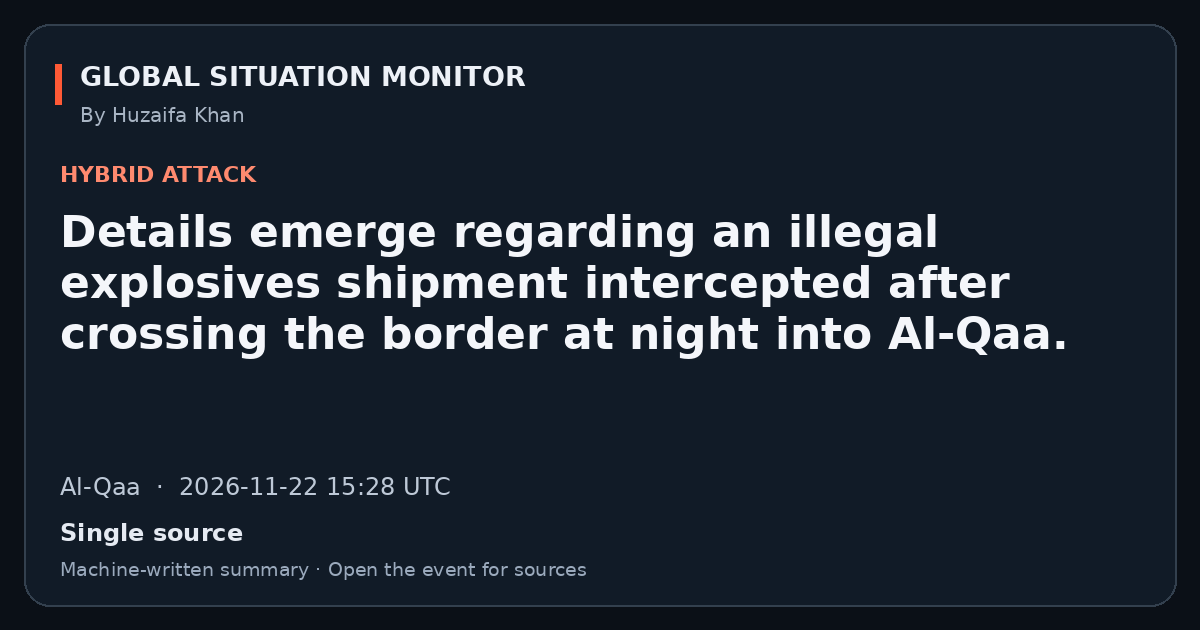 GLOBAL SITUATION MONITOR
By Huzaifa Khan
HYBRID ATTACK
Details emerge regarding an illegal
explosives shipment intercepted after
crossing the border at night into Al-Qaa.
Al-Qaa · 2026-11-22 15:28 UTC
Single source
Machine-written summary · Open the event for sources